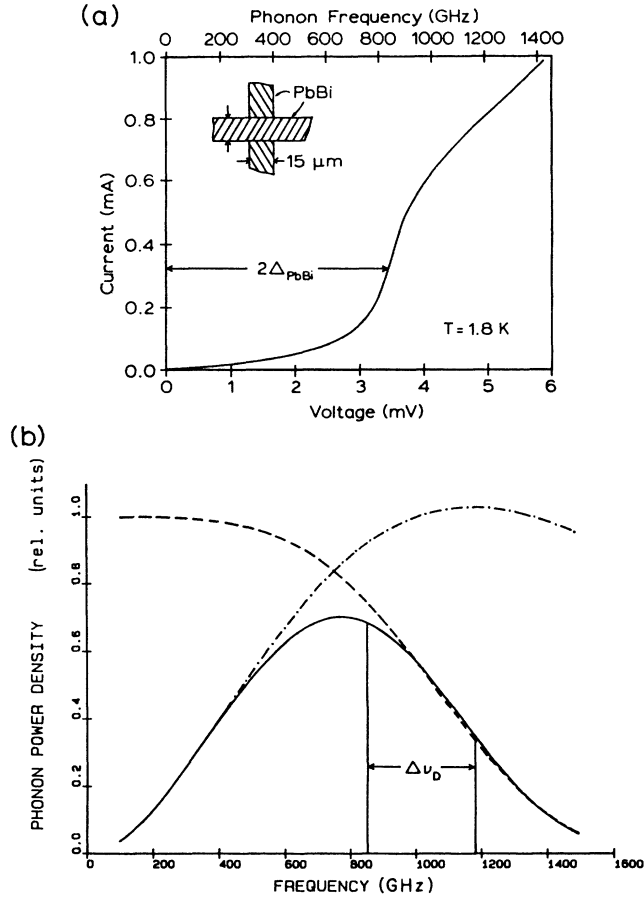 (a)
Phonon Frequency (GHz)
0 200 400 600 800 1000 1200 1400
Current (mA)
1.0
0.8
0.6
0.4
0.2
0.0
PbBi
15 μm
2Δ PbBi
T = 1.8 K
0 1 2 3 4 5 6
Voltage (mV)
(b)
PHONON POWER DENSITY (rel. units)
1.0
0.8
0.6
0.4
0.2
0.0
Δν_D
0 200 400 600 800 1000 1200 1400 1600
FREQUENCY (GHz)